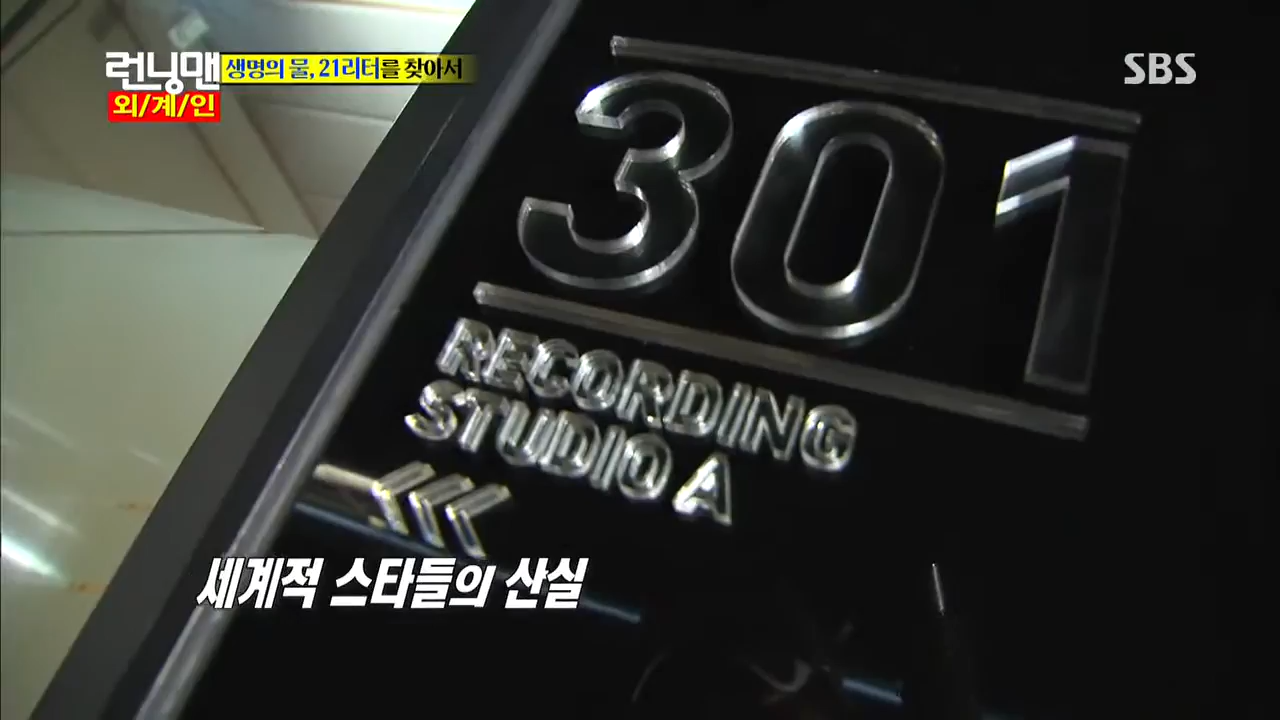 런닝맨
외/계/인
생명의 물, 21리터를 찾아서
SBS
301
RECORDING
STUDIO A
세계적 스타들의 산실